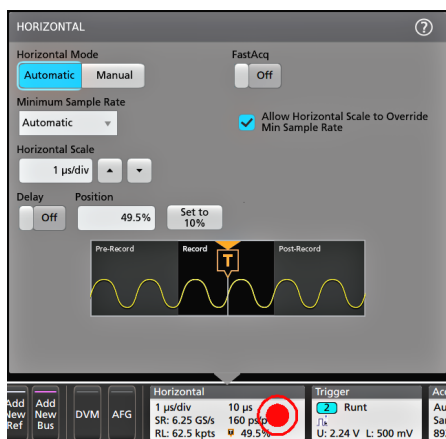 HORIZONTAL
?
Horizontal Mode
Automatic Manual
FastAcq
Off
Minimum Sample Rate
Automatic
Allow Horizontal Scale to Override
Min Sample Rate
Horizontal Scale
1 µs/div
Delay Position
Off 49.5% Set to
10%
Pre-Record Record Post-Record
T
Add
New
Ref
Add
New
Bus
DVM
AFG
Horizontal
1 µs/div 10 µs
SR: 6.25 GS/s 160
RL: 62.5 kpts 49.5%
Trigger
2 Runt
U: 2.24 V L: 500 mV